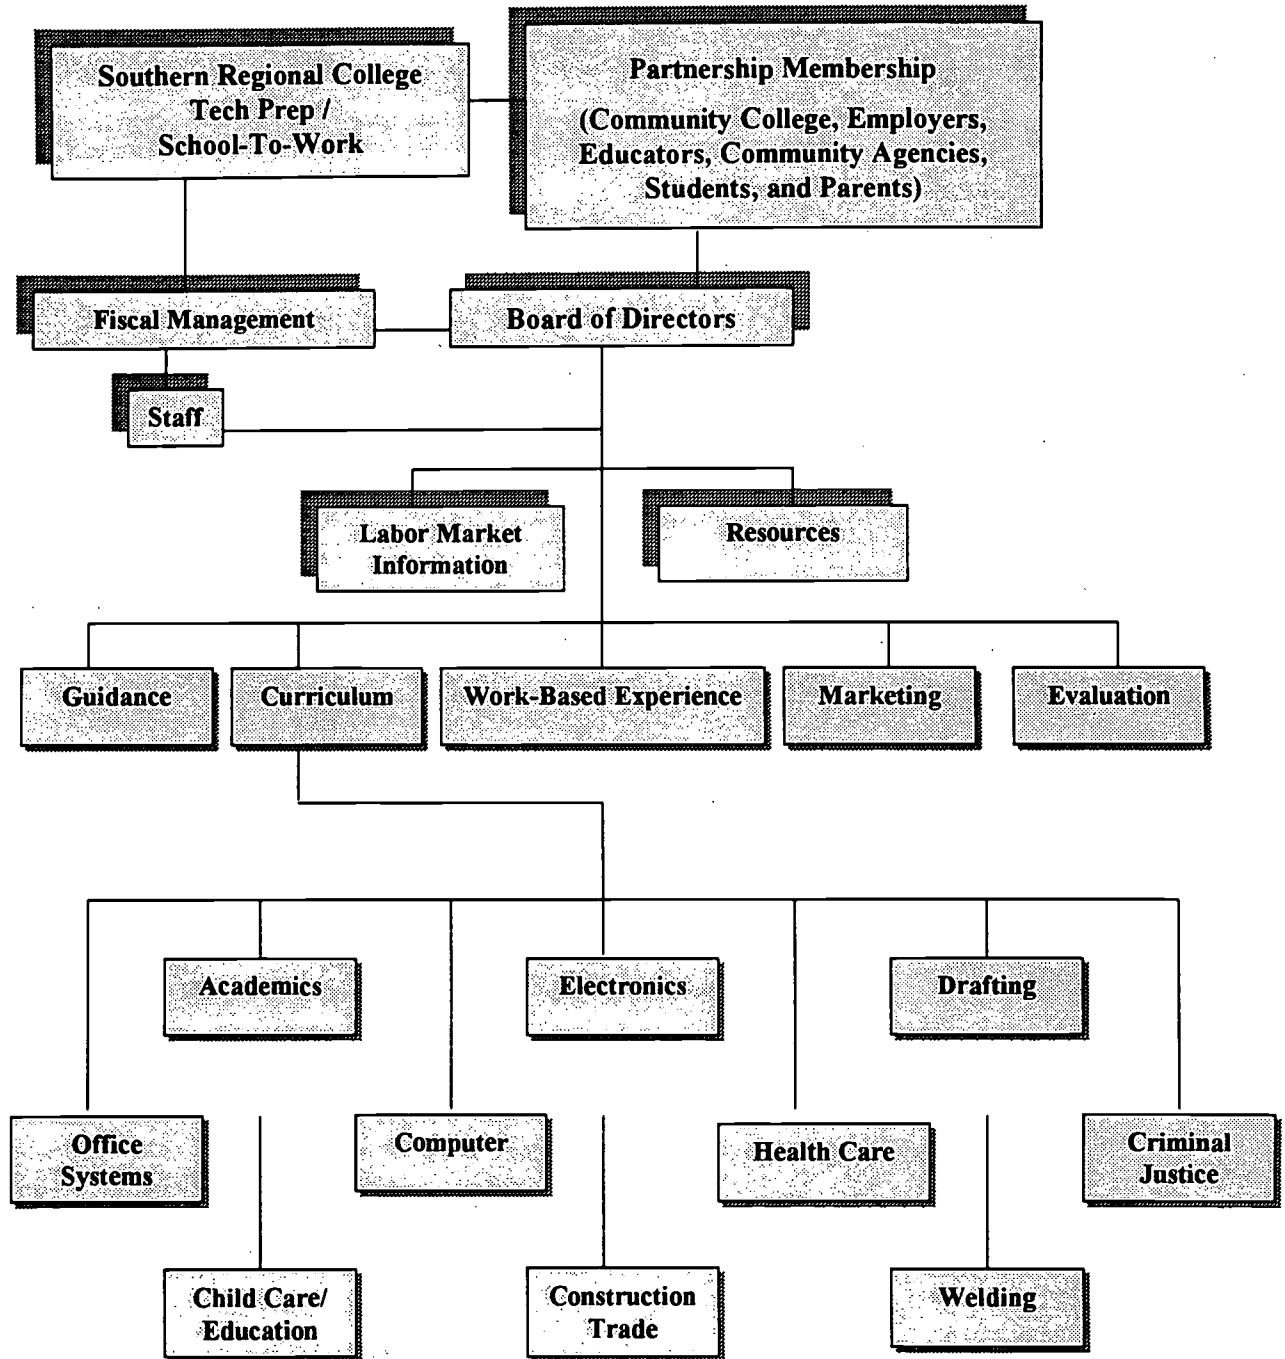 Southern Regional College
Tech Prep /
School-To-Work
Partnership Membership
(Community College, Employers,
Educators, Community Agencies,
Students, and Parents)
Fiscal Management
Board of Directors
Staff
Labor Market
Information
Resources
Guidance
Curriculum
Work-Based Experience
Marketing
Evaluation
Academics
Electronics
Drafting
Office
Systems
Computer
Health Care
Criminal
Justice
Child Care/
Education
Construction
Trade
Welding